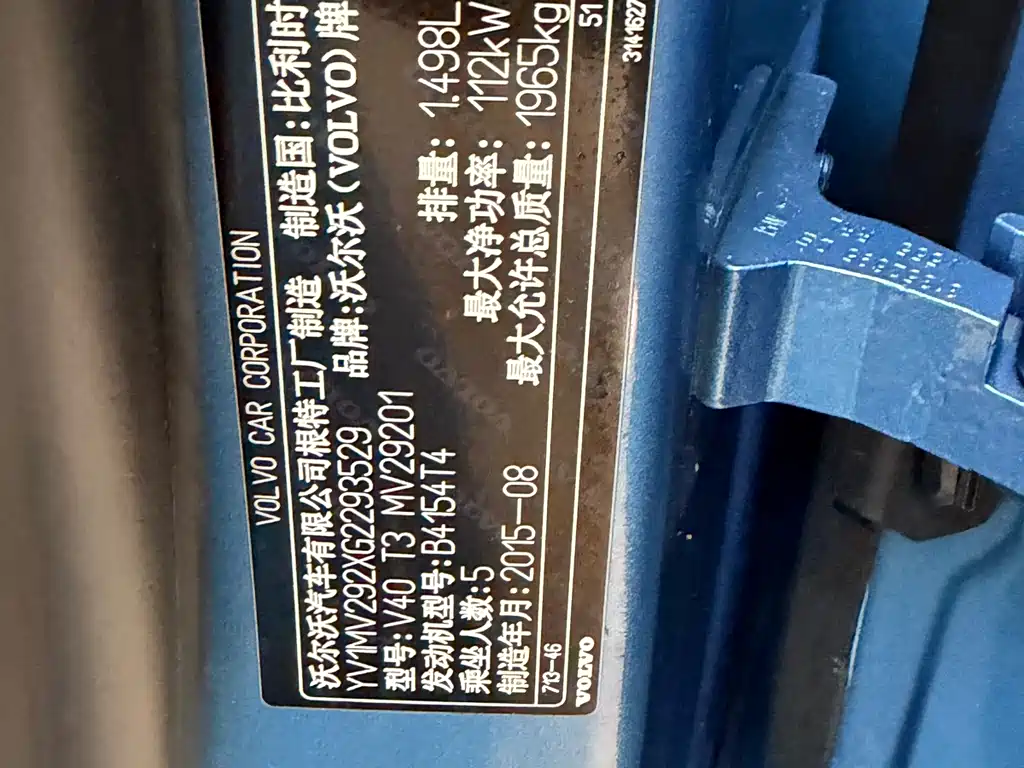 VOLVO CAR CORPORATION
沃尔沃汽车有限公司根特工厂制造 制造国:比利时
YV1MV292XG2293529 品牌:沃尔沃(VOLVO)牌
型号:V40 T3 MV29201
发动机型号:B4154T4 排量: 1.498L
乘坐人数:5 最大净功率: 112kW
制造年月:2015-08 最大允许总质量: 1965kg
713-46 51
VOLVO 3141627